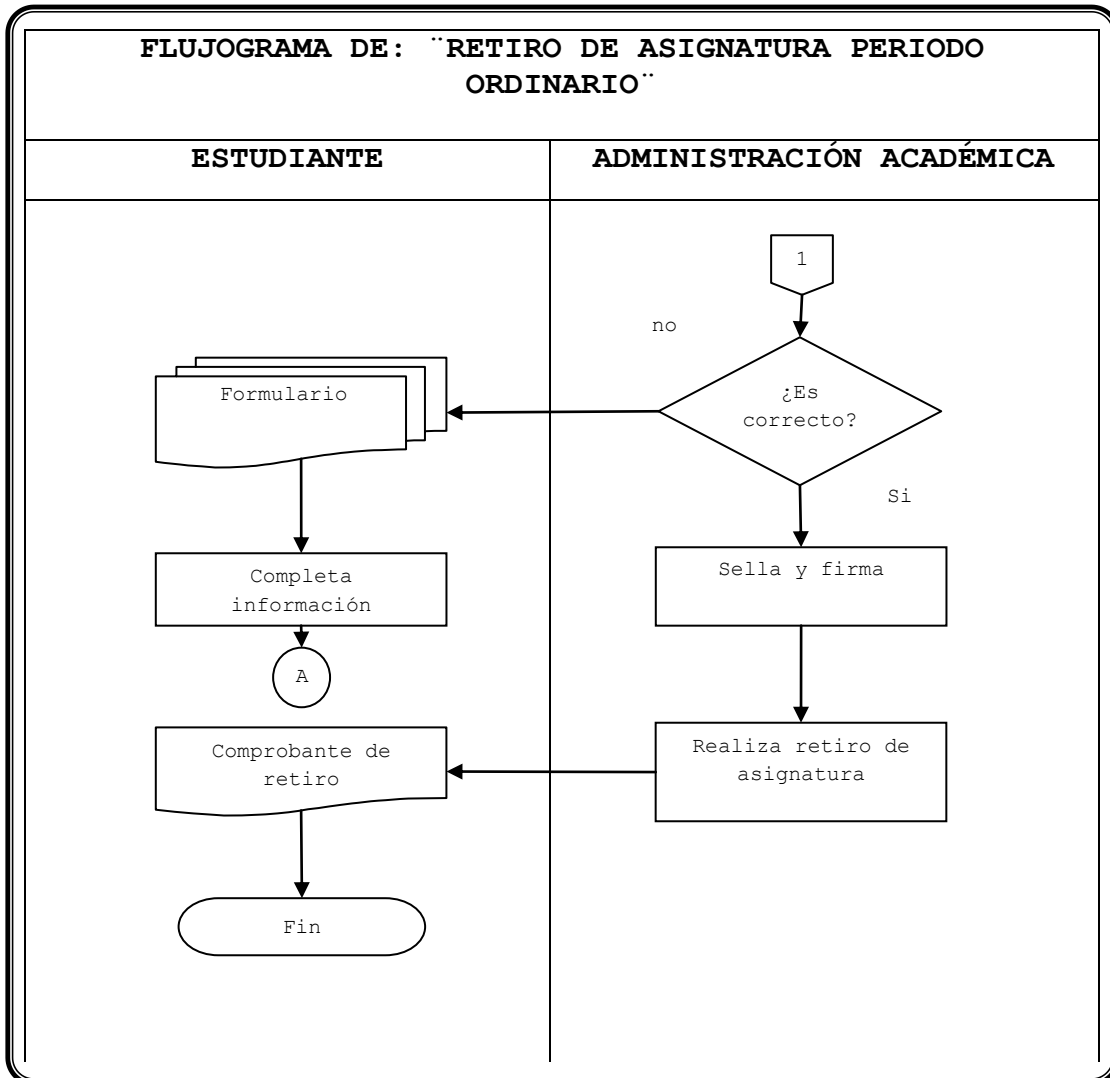 FLUJOGRAMA DE: ¨RETIRO DE ASIGNATURA PERIODO
ORDINARIO¨
ESTUDIANTE
ADMINISTRACIÓN ACADÉMICA
1
no
¿Es
correcto?
Formulario
Si
Sella y firma
Completa
información
A
Realiza retiro de
asignatura
Comprobante de
retiro
Fin